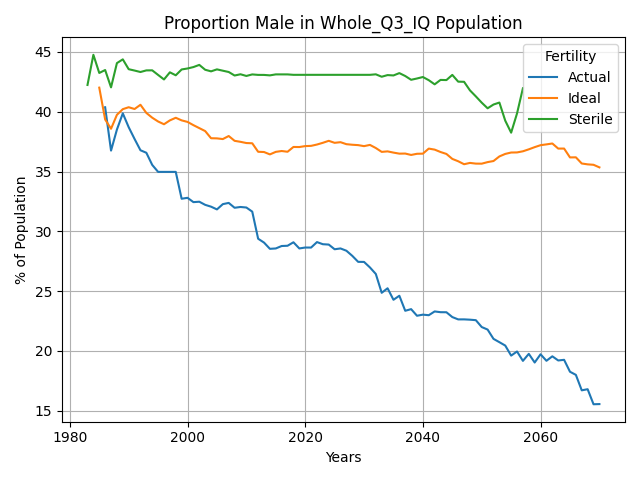 Proportion Male in Whole_Q3_IQ Population
% of Population
45
40
35
30
25
20
15
Fertility
Actual
Ideal
Sterile
1980
2000
2020
2040
2060
Years